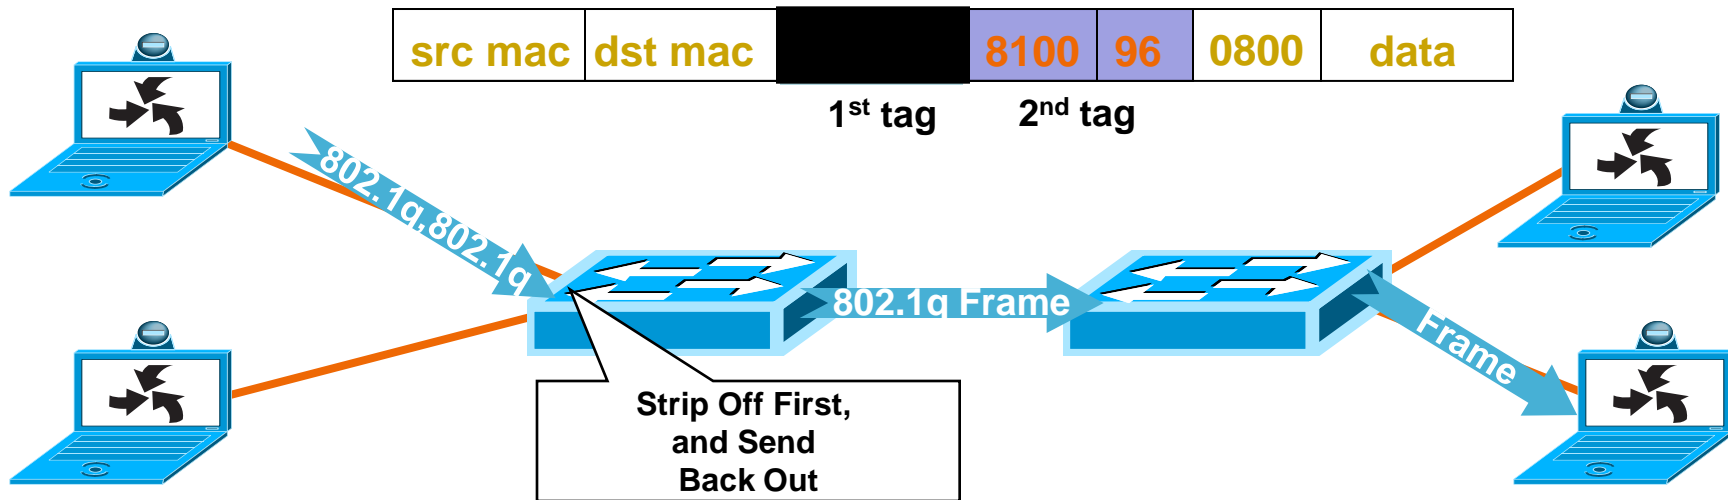 src mac dst mac 8100 96 0800 data
1st tag 2nd tag
802.1q,802.1q
802.1q Frame
Frame
Strip Off First,
and Send
Back Out